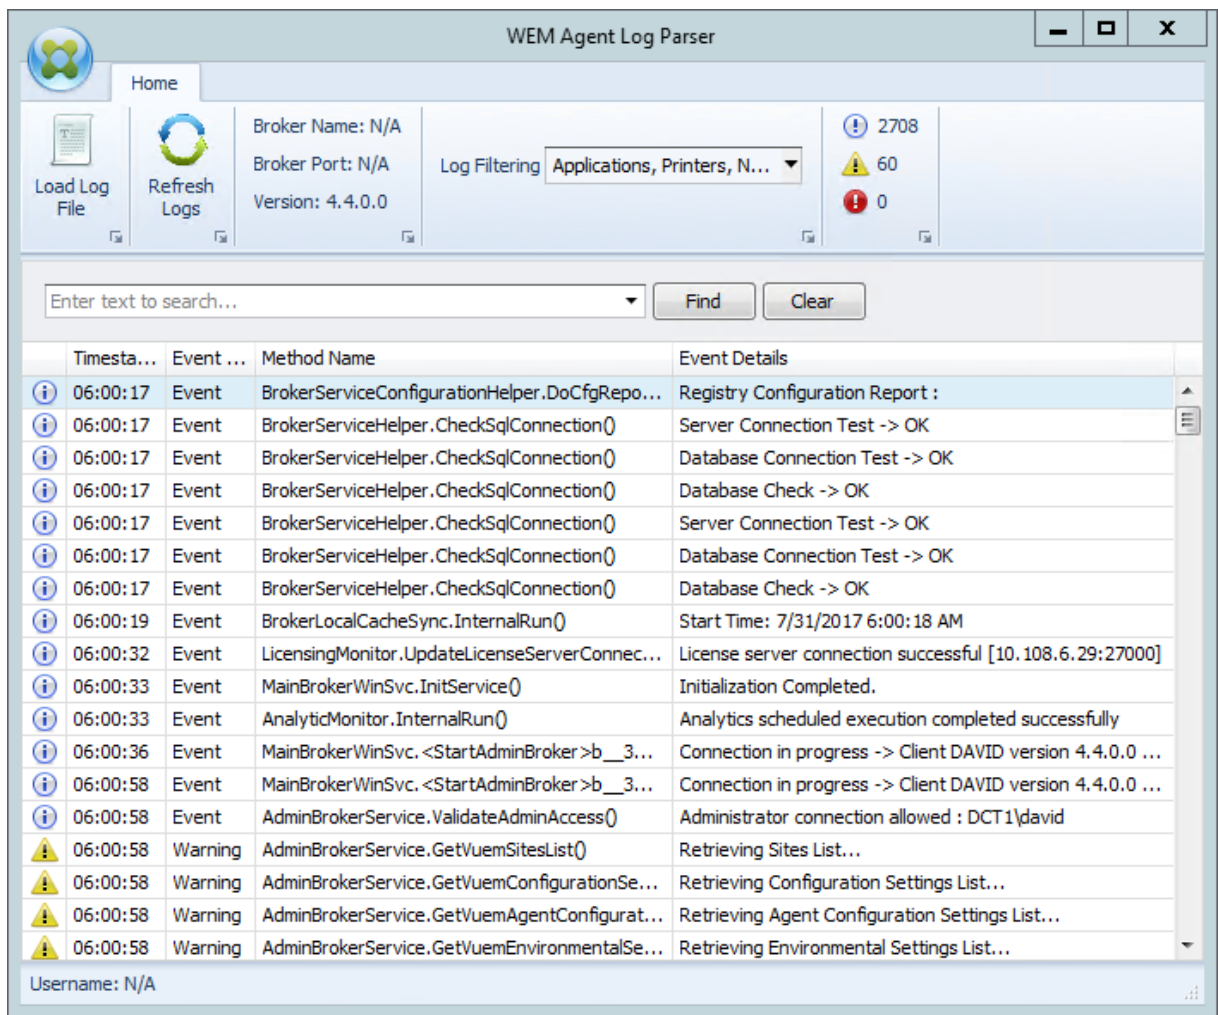 WEM Agent Log Parser
Home
Load Log File
Refresh Logs
Broker Name: N/A
Broker Port: N/A
Version: 4.4.0.0
Log Filtering Applications, Printers, N...
2708
60
0
Enter text to search...
Find Clear
Timesta... Event ... Method Name Event Details
06:00:17 Event BrokerServiceConfigurationHelper.DoCfgRepo... Registry Configuration Report :
06:00:17 Event BrokerServiceHelper.CheckSqlConnection() Server Connection Test -> OK
06:00:17 Event BrokerServiceHelper.CheckSqlConnection() Database Connection Test -> OK
06:00:17 Event BrokerServiceHelper.CheckSqlConnection() Database Check -> OK
06:00:17 Event BrokerServiceHelper.CheckSqlConnection() Server Connection Test -> OK
06:00:17 Event BrokerServiceHelper.CheckSqlConnection() Database Connection Test -> OK
06:00:17 Event BrokerServiceHelper.CheckSqlConnection() Database Check -> OK
06:00:19 Event BrokerLocalCacheSync.InternalRun() Start Time: 7/31/2017 6:00:18 AM
06:00:32 Event LicensingMonitor.UpdateLicenseServerConnec... License server connection successful [10.108.6.29:27000]
06:00:33 Event MainBrokerWinSvc.InitService() Initialization Completed.
06:00:33 Event AnalyticMonitor.InternalRun() Analytics scheduled execution completed successfully
06:00:36 Event MainBrokerWinSvc.<StartAdminBroker>b__3... Connection in progress -> Client DAVID version 4.4.0.0 ...
06:00:58 Event MainBrokerWinSvc.<StartAdminBroker>b__3... Connection in progress -> Client DAVID version 4.4.0.0 ...
06:00:58 Event AdminBrokerService.ValidateAdminAccess() Administrator connection allowed : DCT1\david
06:00:58 Warning AdminBrokerService.GetVuemSitesList() Retrieving Sites List...
06:00:58 Warning AdminBrokerService.GetVuemConfigurationSe... Retrieving Configuration Settings List...
06:00:58 Warning AdminBrokerService.GetVuemAgentConfigurat... Retrieving Agent Configuration Settings List...
06:00:58 Warning AdminBrokerService.GetVuemEnvironmentalSe... Retrieving Environmental Settings List...
Username: N/A